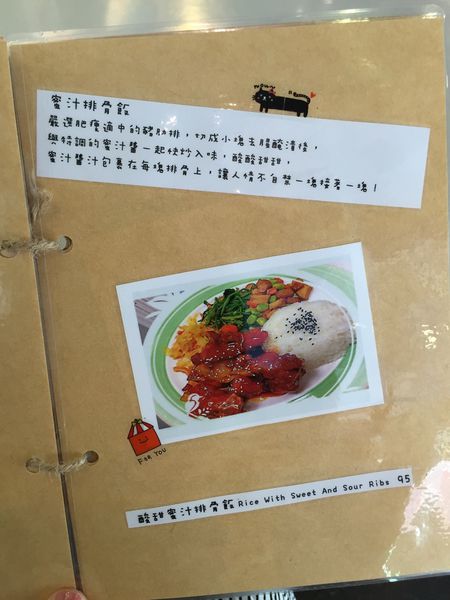 蜜汁排骨飯
嚴選肥瘦適中的豬肋排，切成小塊去腥醃漬後，
與特調的蜜汁醬一起快炒入味，酸酸甜甜，
蜜汁醬汁包裹在每塊排骨上，讓人情不自禁一塊接著一塊！
FOR YOU
酸甜蜜汁排骨飯 Rice With Sweet And Sour Ribs 95